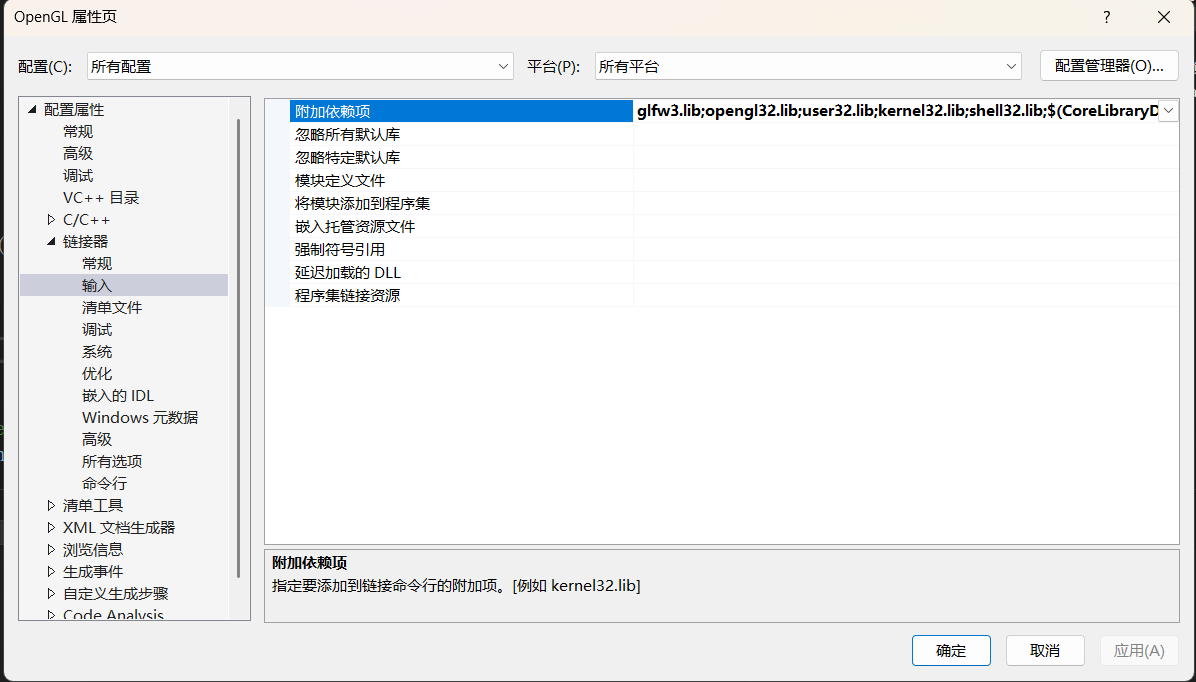 OpenGL 属性页
?
配置(C): 所有配置 平台(P): 所有平台 配置管理器(O)...
配置属性
常规
高级
调试
VC++ 目录
C/C++
链接器
常规
输入
清单文件
调试
系统
优化
嵌入的 IDL
Windows 元数据
高级
所有选项
命令行
清单工具
XML 文档生成器
浏览信息
生成事件
自定义生成步骤
Code Analysis
附加依赖项 glfw3.lib;opengl32.lib;user32.lib;kernel32.lib;shell32.lib;$(CoreLibraryD
忽略所有默认库
忽略特定默认库
模块定义文件
将模块添加到程序集
嵌入托管资源文件
强制符号引用
延迟加载的 DLL
程序集链接资源
附加依赖项
指定要添加到链接命令行的附加项。[例如 kernel32.lib]
确定 取消 应用(A)